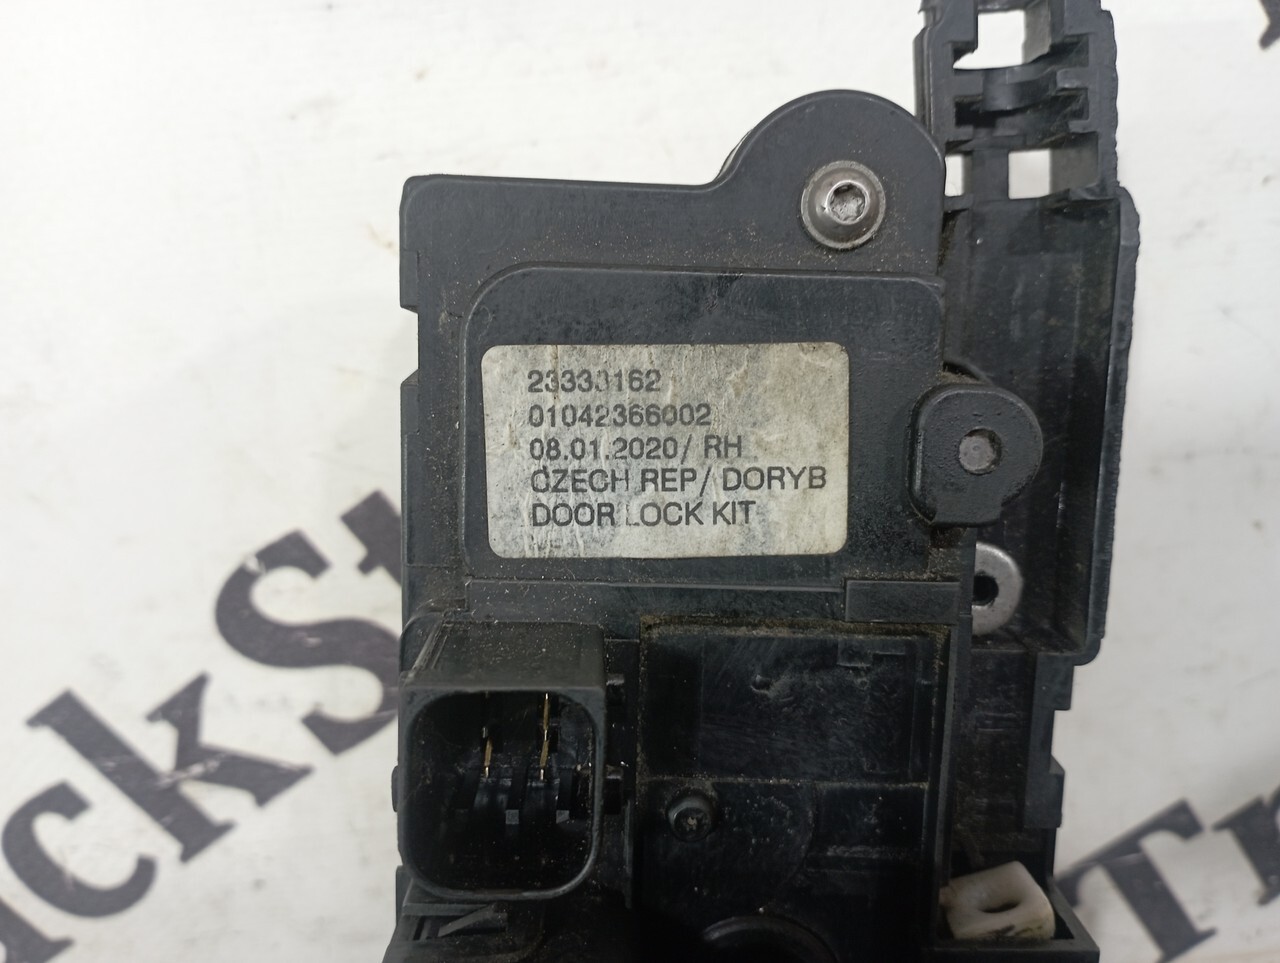 23330162
01042366002
08.01.2020/ RH
CZECH REP/ DORYB
DOOR LOCK KIT